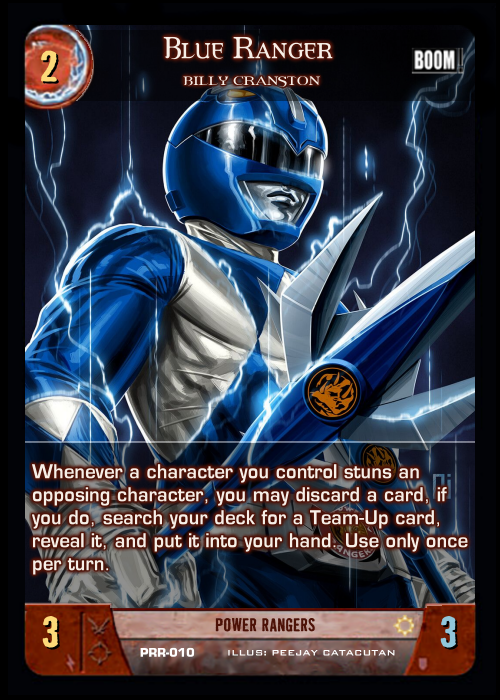 2
Blue Ranger
BILLY CRANSTON
BOOM
Whenever a character you control stuns an
opposing character, you may discard a card, if
you do, search your deck for a Team-Up card,
reveal it, and put it into your hand. Use only once
per turn.
RANGERS
3
POWER RANGERS
3
PRR-010 ILLUS: PEEJAY CATACUTAN